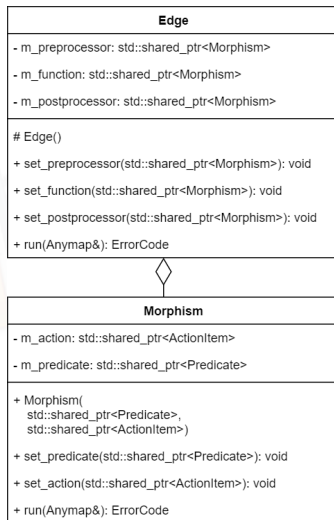 Edge
- m_preprocessor: std::shared_ptr<Morphism>
- m_function: std::shared_ptr<Morphism>
- m_postprocessor: std::shared_ptr<Morphism>
# Edge()
+ set_preprocessor(std::shared_ptr<Morphism>): void
+ set_function(std::shared_ptr<Morphism>): void
+ set_postprocessor(std::shared_ptr<Morphism>): void
+ run(Anymap&): ErrorCode
Morphism
- m_action: std::shared_ptr<ActionItem>
- m_predicate: std::shared_ptr<Predicate>
+ Morphism(
std::shared_ptr<Predicate>,
std::shared_ptr<ActionItem>)
+ set_predicate(std::shared_ptr<Predicate>): void
+ set_action(std::shared_ptr<ActionItem>): void
+ run(Anymap&): ErrorCode